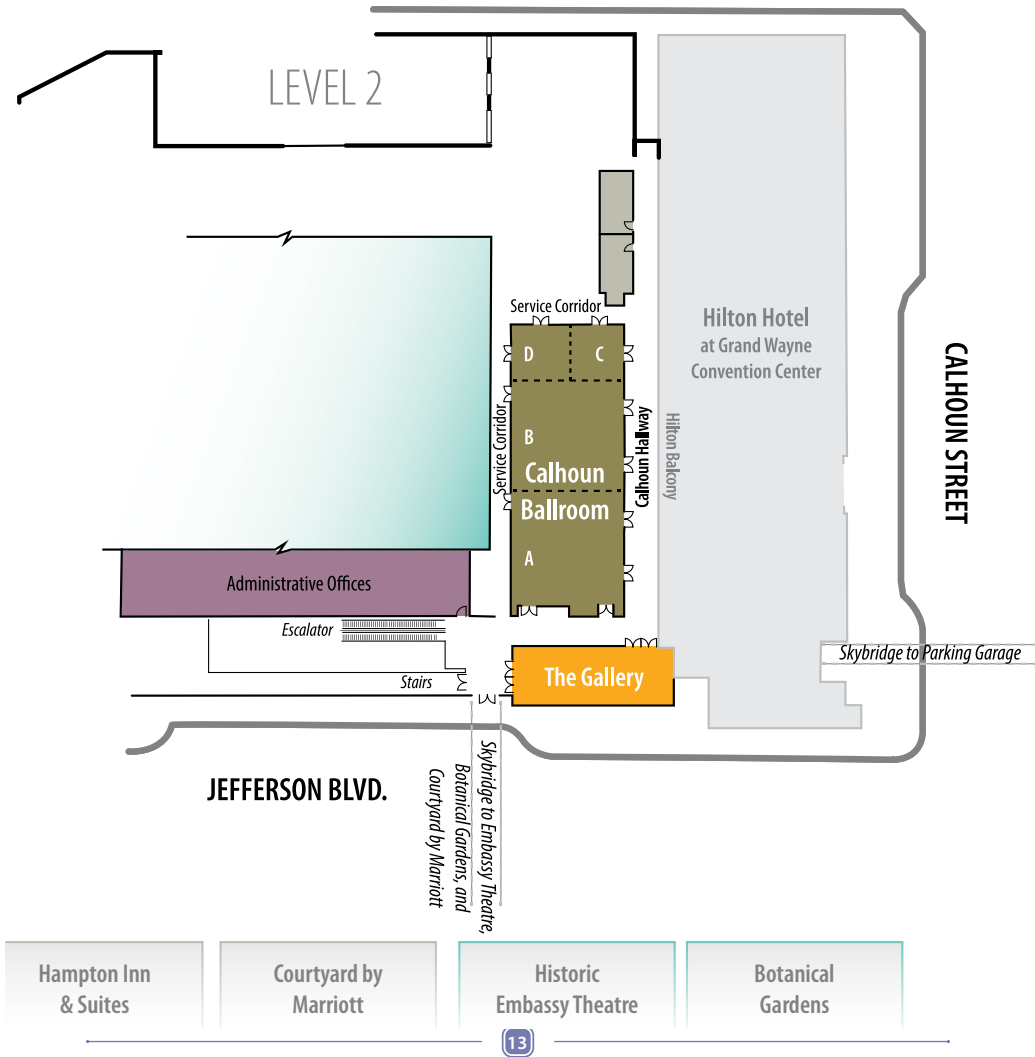 LEVEL 2
Service Corridor
D
C
Hilton Hotel
at Grand Wayne
Convention Center
CALHOUN STREET
Service Corridor
B
Calhoun
Ballroom
A
Calhoun Hallway
Hilton Balcony
Administrative Offices
Escalator
Stairs
The Gallery
Skybridge to Parking Garage
JEFFERSON BLVD.
Skybridge to Embassy Theatre,
Botanical Gardens, and
Courtyard by Marriott
Hampton Inn
& Suites
Courtyard by
Marriott
Historic
Embassy Theatre
Botanical
Gardens
13